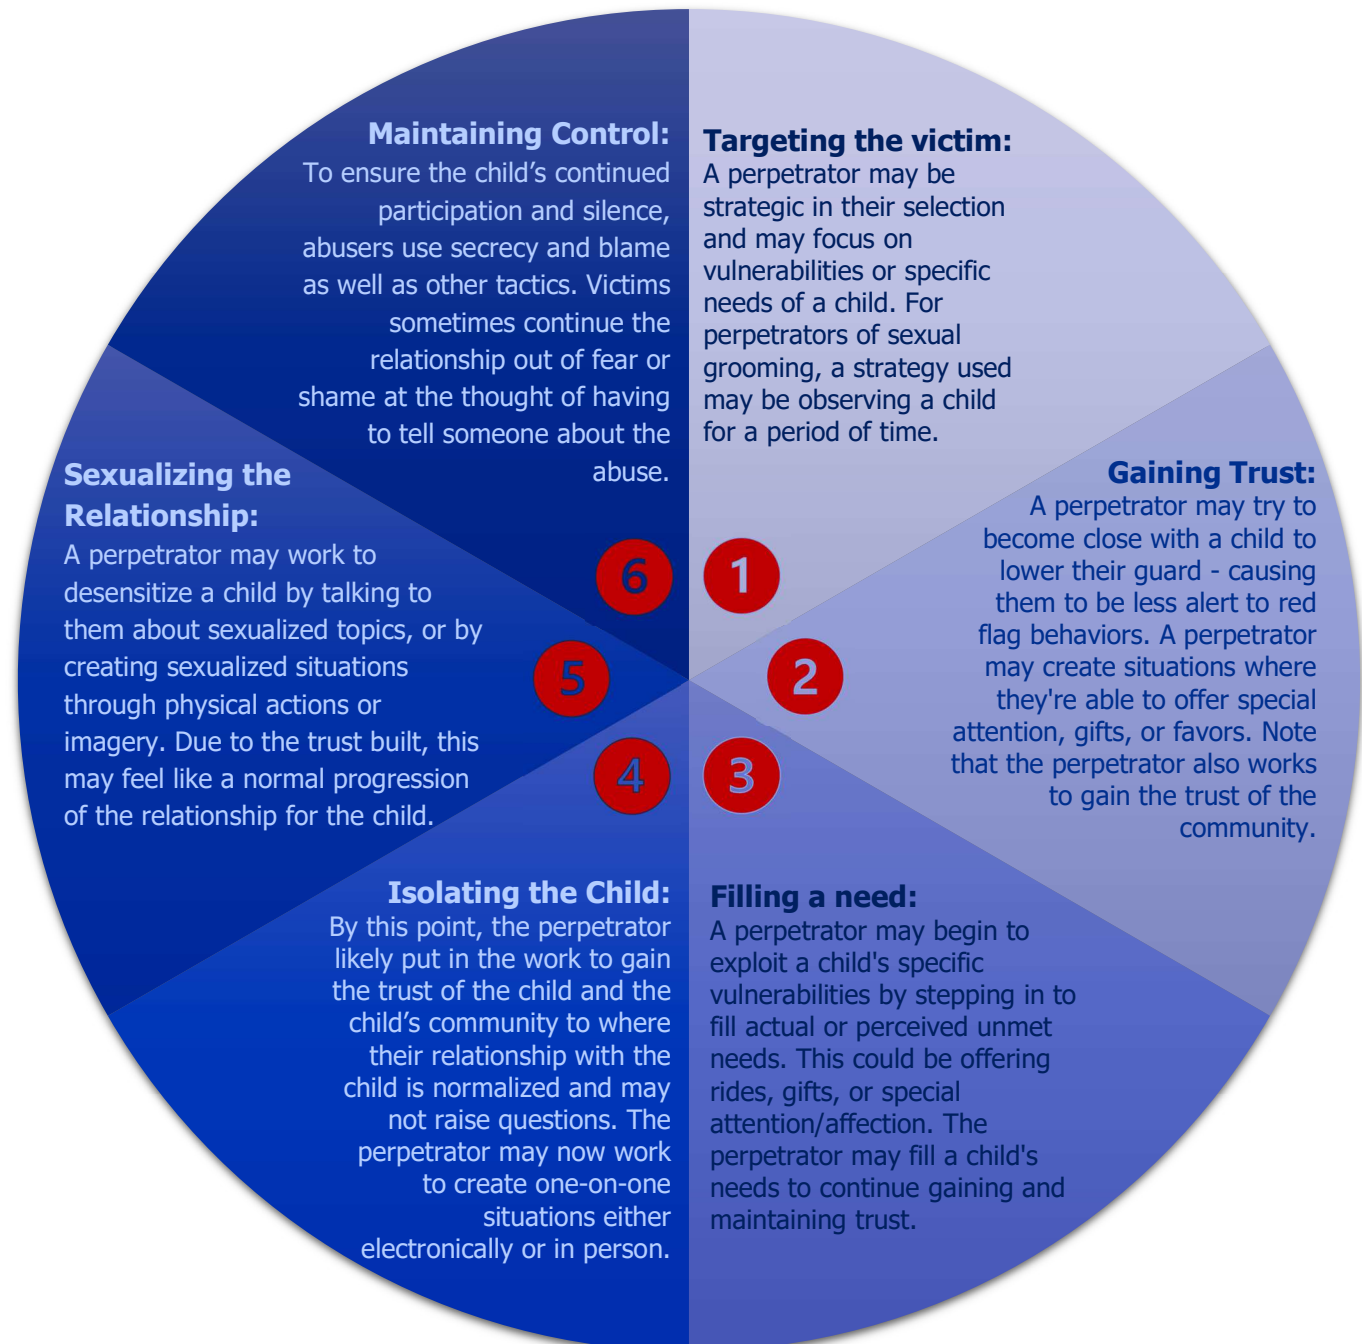 Targeting the victim:
A perpetrator may be
strategic in their selection
and may focus on
vulnerabilities or specific
needs of a child. For
perpetrators of sexual
grooming, a strategy used
may be observing a child
for a period of time.
1
Gaining Trust:
A perpetrator may try to
become close with a child to
lower their guard - causing
them to be less alert to red
flag behaviors. A perpetrator
may create situations where
they're able to offer special
attention, gifts, or favors. Note
that the perpetrator also works
to gain the trust of the
community.
2
Filling a need:
A perpetrator may begin to
exploit a child's specific
vulnerabilities by stepping in to
fill actual or perceived unmet
needs. This could be offering
rides, gifts, or special
attention/affection. The
perpetrator may fill a child's
needs to continue gaining and
maintaining trust.
3
Isolating the Child:
By this point, the perpetrator
likely put in the work to gain
the trust of the child and the
child’s community to where
their relationship with the
child is normalized and may
not raise questions. The
perpetrator may now work
to create one-on-one
situations either
electronically or in person.
4
Sexualizing the
Relationship:
A perpetrator may work to
desensitize a child by talking to
them about sexualized topics, or by
creating sexualized situations
through physical actions or
imagery. Due to the trust built, this
may feel like a normal progression
of the relationship for the child.
5
Maintaining Control:
To ensure the child’s continued
participation and silence,
abusers use secrecy and blame
as well as other tactics. Victims
sometimes continue the
relationship out of fear or
shame at the thought of having
to tell someone about the
abuse.
6